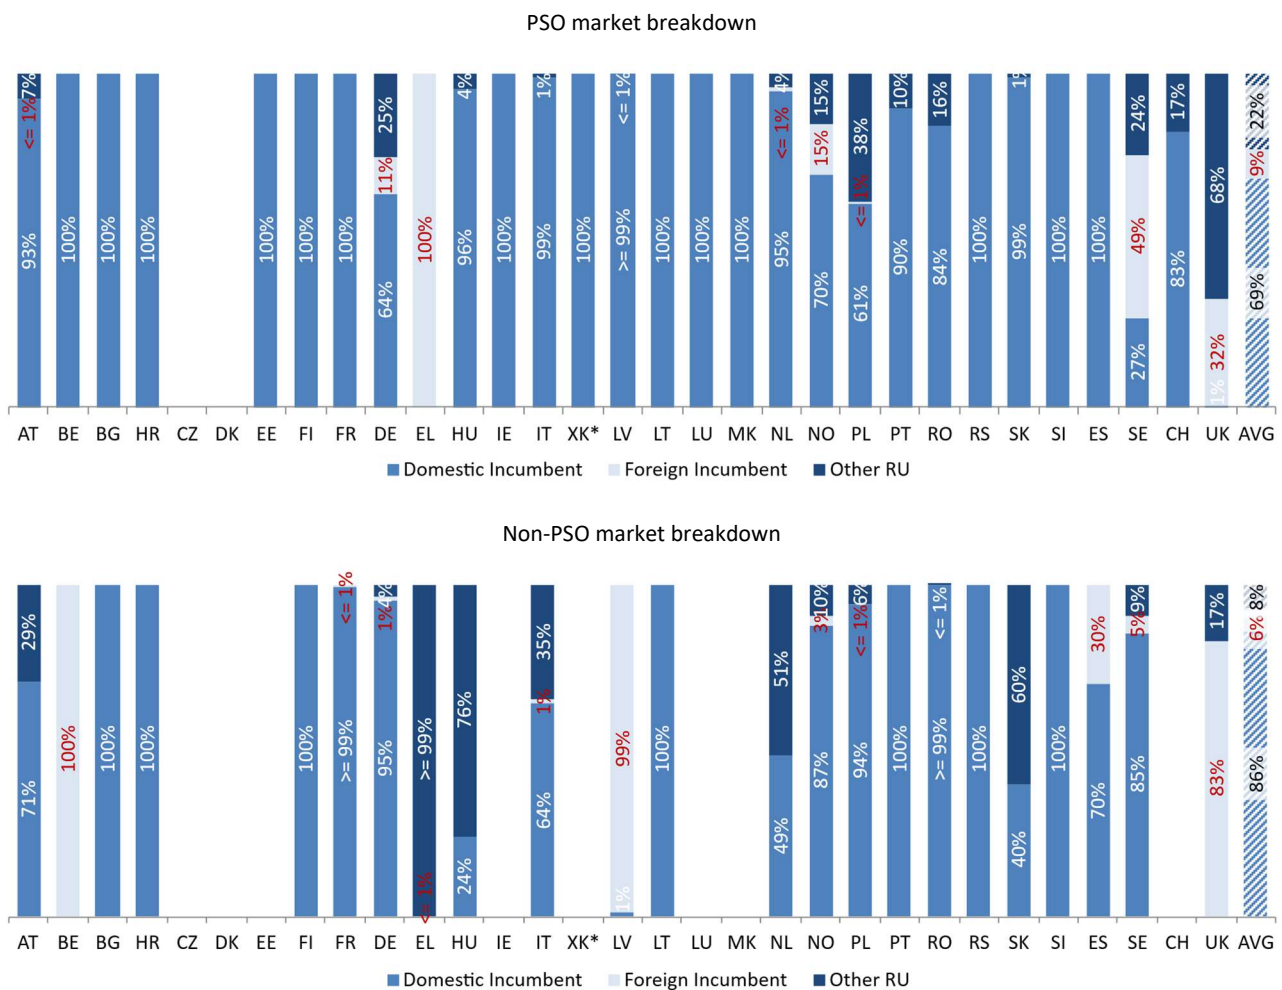 PSO market breakdown
7% 25% 4% 1% <= 1% 4% 15% 38% 10% 16% 1% 24% 17% 68% 22%
<= 1% 11% 100% <= 1% 15% <= 1% 49% 32% 9%
93% 100% 100% 100% 100% 100% 100% 64% 96% 100% 99% 100% >= 99% 100% 100% 100% 95% 70% 61% 90% 84% 100% 99% 100% 100% 27% 83% 1% 69%
AT BE BG HR CZ DK EE FI FR DE EL HU IE IT XK* LV LT LU MK NL NO PL PT RO RS SK SI ES SE CH UK AVG
Domestic Incumbent Foreign Incumbent Other RU
Non-PSO market breakdown
29% 4% >= 99% 76% 35% 51% 10% 6% <= 1% 60% 9% 17% 8%
100% <= 1% 1% <= 1% 1% 99% 3% <= 1% 30% 5% 83% 6%
71% 100% 100% 100% >= 99% 95% 24% 64% 1% 100% 49% 87% 94% 100% >= 99% 100% 40% 100% 70% 85% 86%
AT BE BG HR CZ DK EE FI FR DE EL HU IE IT XK* LV LT LU MK NL NO PL PT RO RS SK SI ES SE CH UK AVG
Domestic Incumbent Foreign Incumbent Other RU